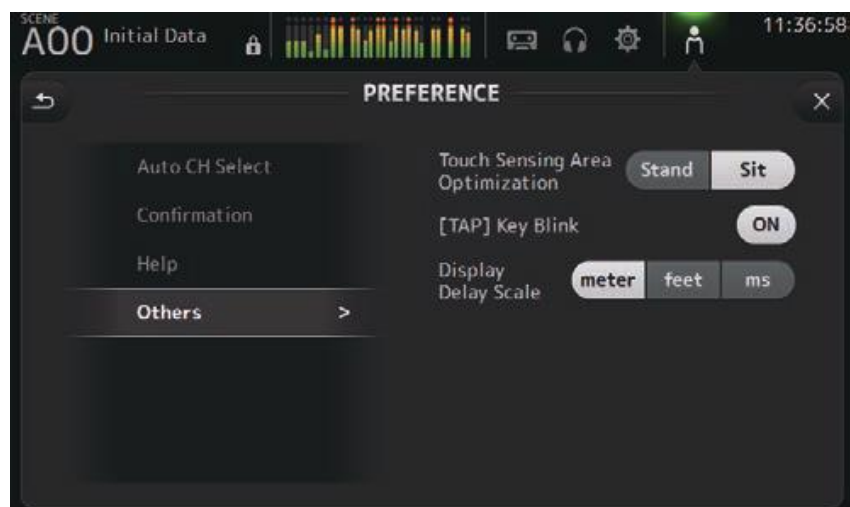 SCENE
A00 Initial Data
11:36:58
PREFERENCE
Auto CH Select
Confirmation
Help
Others >
Touch Sensing Area
Optimization
Stand Sit
[TAP] Key Blink
ON
Display
Delay Scale
meter feet ms